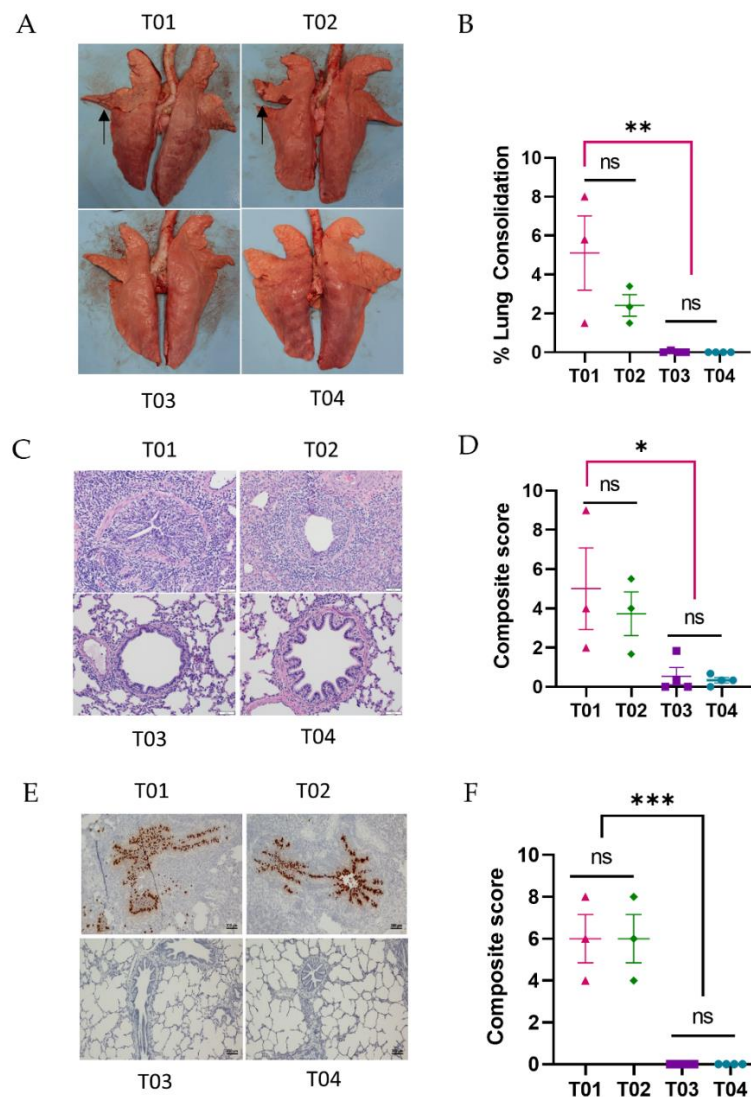 A
T01
T02
T03
T04
B
% Lung Consolidation
10
8
6
4
2
0
**
ns
ns
T01 T02 T03 T04
C
T01
T02
T03
T04
D
Composite score
10
8
6
4
2
0
*
ns
ns
T01 T02 T03 T04
E
T01
T02
T03
T04
F
Composite score
10
8
6
4
2
0
***
ns
ns
T01 T02 T03 T04